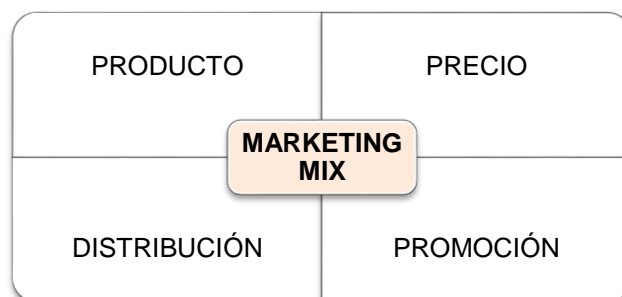 PRODUCTO
PRECIO
MARKETING
MIX
DISTRIBUCIÓN
PROMOCIÓN